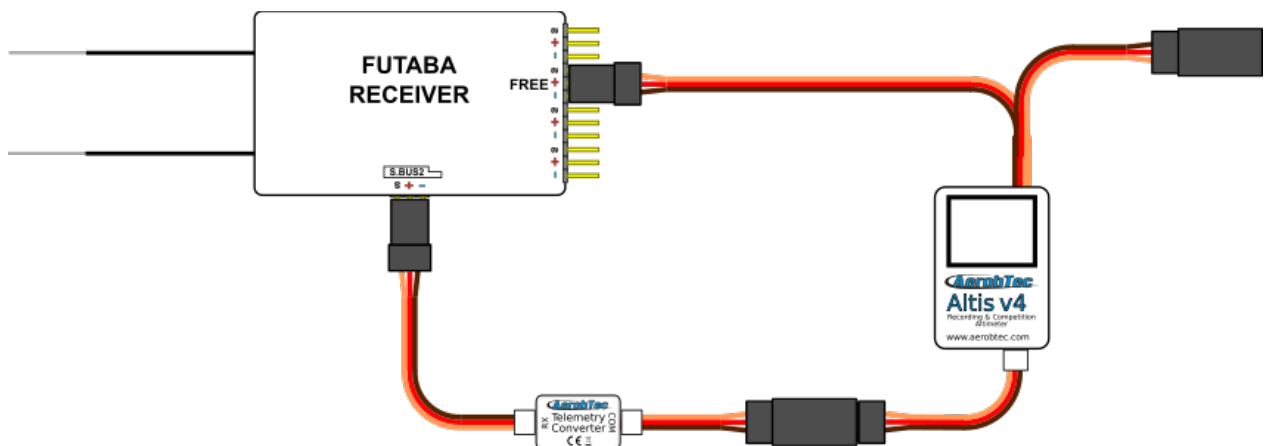 FUTABA
RECEIVER
FREE
S.BUS2
S + -
AerobTec
Altis v4
Recording & Competition
Altimeter
www.aerobtec.com
AerobTec
RX
Telemetry
Converter
COM
CE